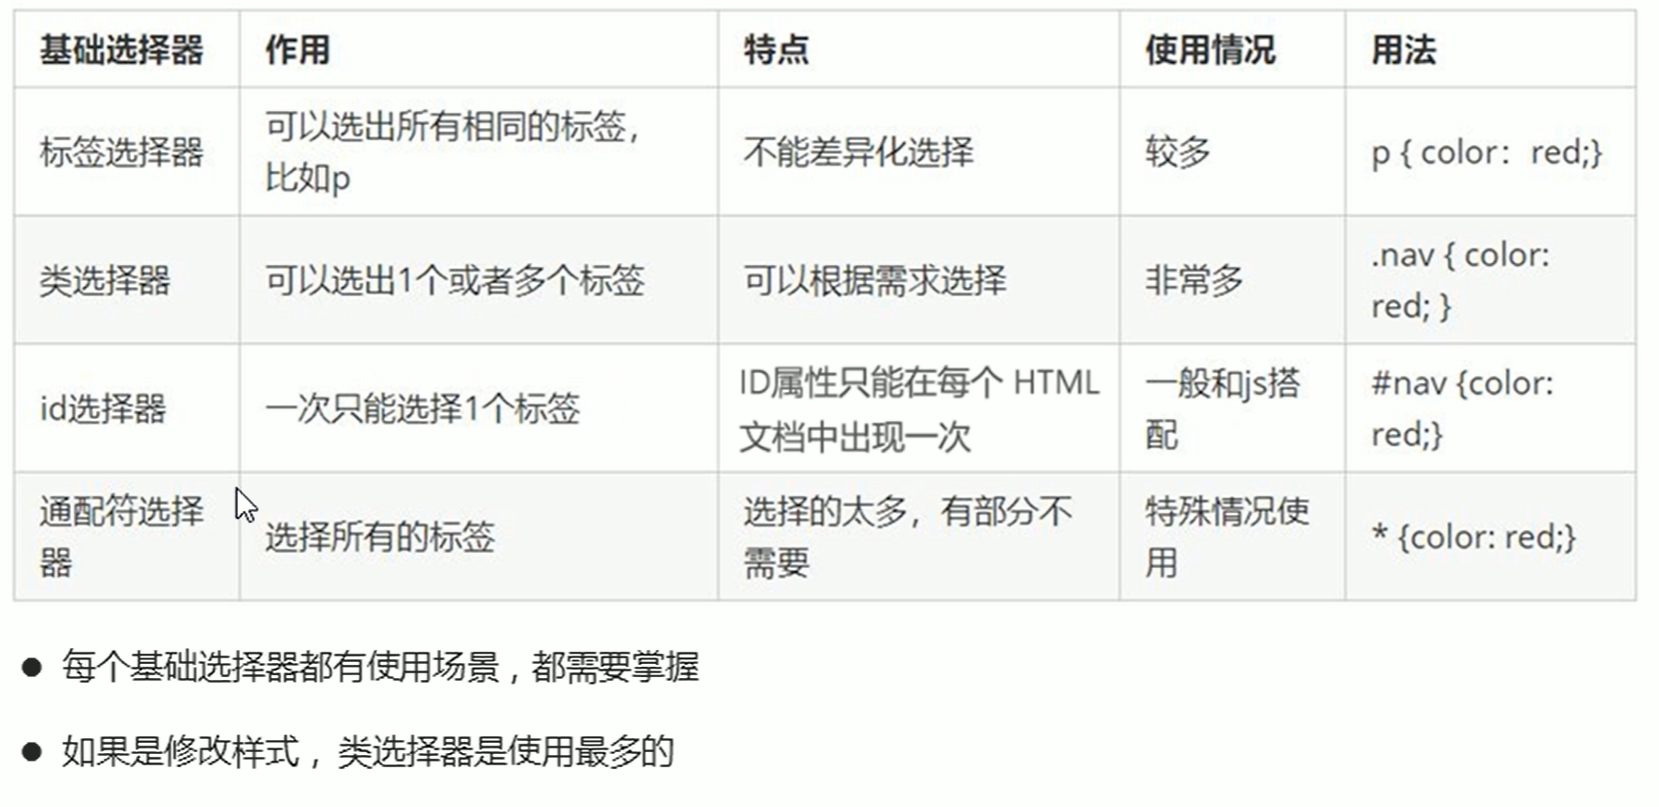 基础选择器 作用 特点 使用情况 用法
标签选择器 可以选出所有相同的标签，
比如p 不能差异化选择 较多 p { color：red;}
类选择器 可以选出1个或者多个标签 可以根据需求选择 非常多 .nav { color:
red; }
id选择器 一次只能选择1个标签 ID属性只能在每个 HTML
文档中出现一次 一般和js搭
配 #nav {color:
red;}
通配符选择
器 选择所有的标签 选择的太多，有部分不
需要 特殊情况使
用 * {color: red;}
● 每个基础选择器都有使用场景，都需要掌握
● 如果是修改样式，类选择器是使用最多的